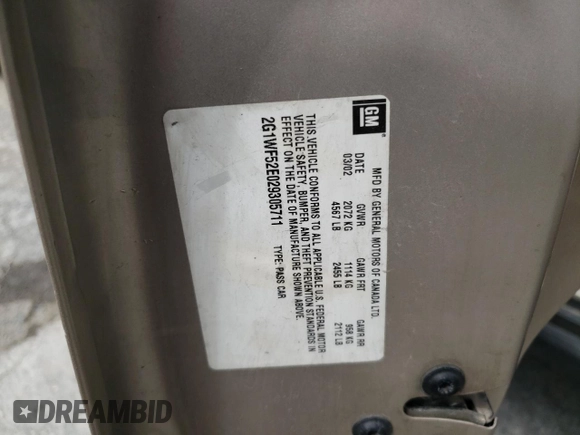 GM
MFD BY GENERAL MOTORS OF CANADA LTD.
DATE GVWR GAWR FRT GAWR RR
03/02 2072 KG 1114 KG 958 KG
4567 LB 2455 LB 2112 LB
THIS VEHICLE CONFORMS TO ALL APPLICABLE U.S. FEDERAL MOTOR
VEHICLE SAFETY, BUMPER, AND THEFT PREVENTION STANDARDS IN
EFFECT ON THE DATE OF MANUFACTURE SHOWN ABOVE.
2G1WF52E029305711 TYPE: PASS CAR
DREAMBID